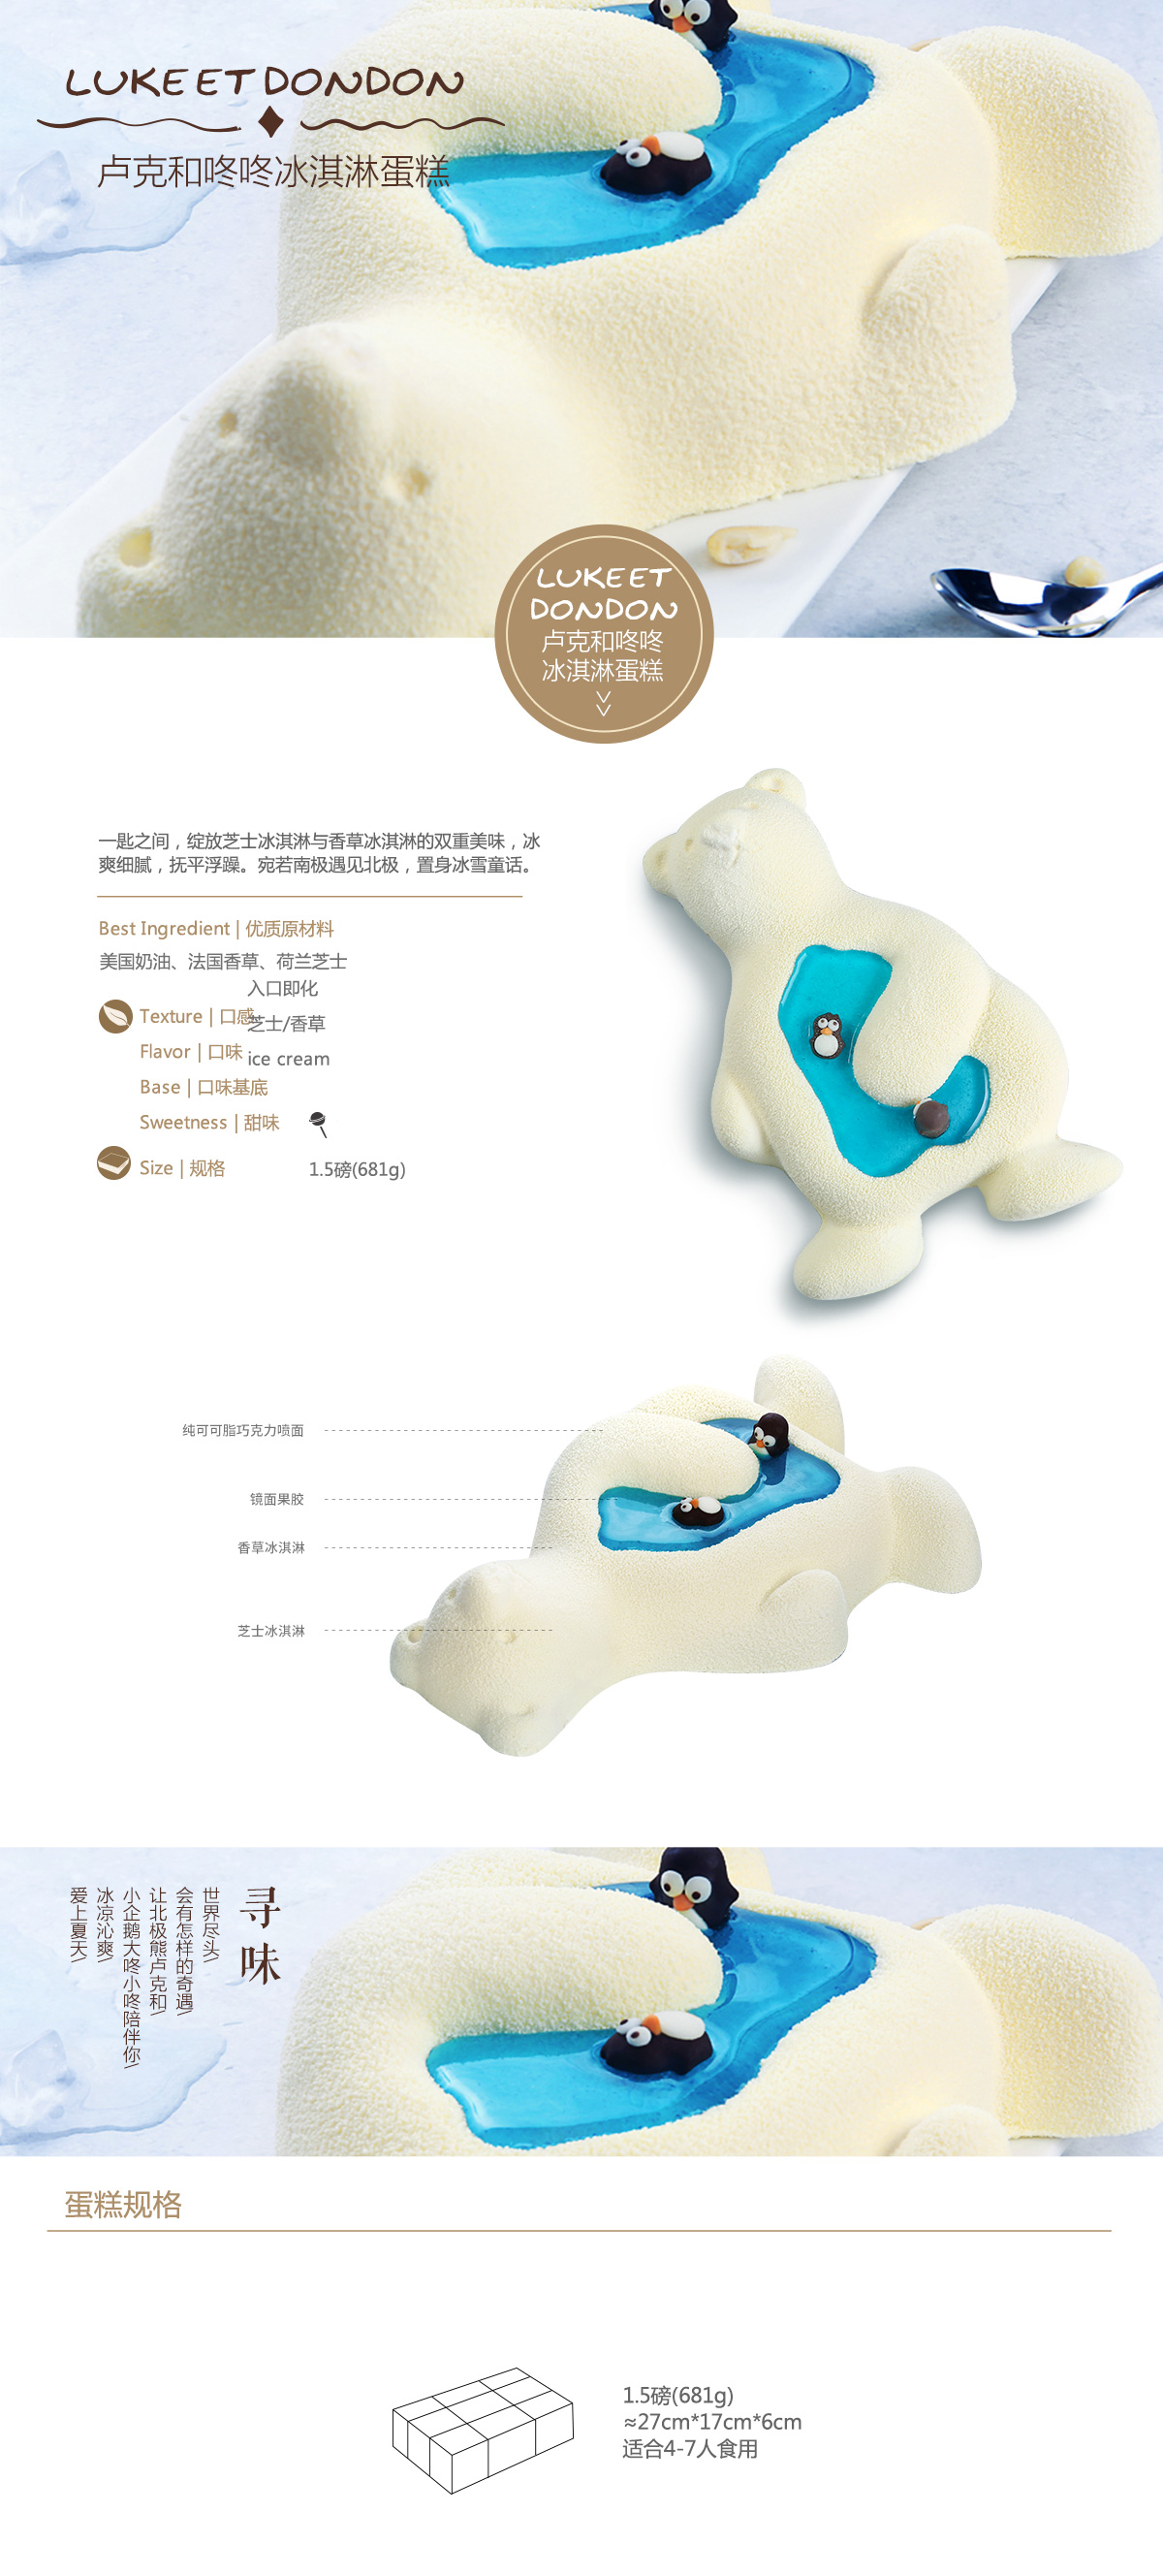 LUKE ET DONDON
卢克和咚咚冰淇淋蛋糕
LUKE ET
DONDON
卢克和咚咚
冰淇淋蛋糕
一匙之间，绽放芝士冰淇淋与香草冰淇淋的双重美味，冰
爽细腻，抚平浮躁。宛若南极遇见北极，置身冰雪童话。
Best Ingredient | 优质原材料
美国奶油、法国香草、荷兰芝士
入口即化
Texture | 口感
芝士/香草
Flavor | 口味
ice cream
Base | 口味基底
Sweetness | 甜味
Size | 规格
1.5磅(681g)
纯可可脂巧克力喷面
镜面果胶
香草冰淇淋
芝士冰淇淋
寻味
世界尽头/
会有怎样的奇遇/
让北极熊卢克和/
小企鹅大咚小咚陪伴你/
冰凉沁爽/
爱上夏天/
蛋糕规格
1.5磅(681g)
≈27cm*17cm*6cm
适合4-7人食用